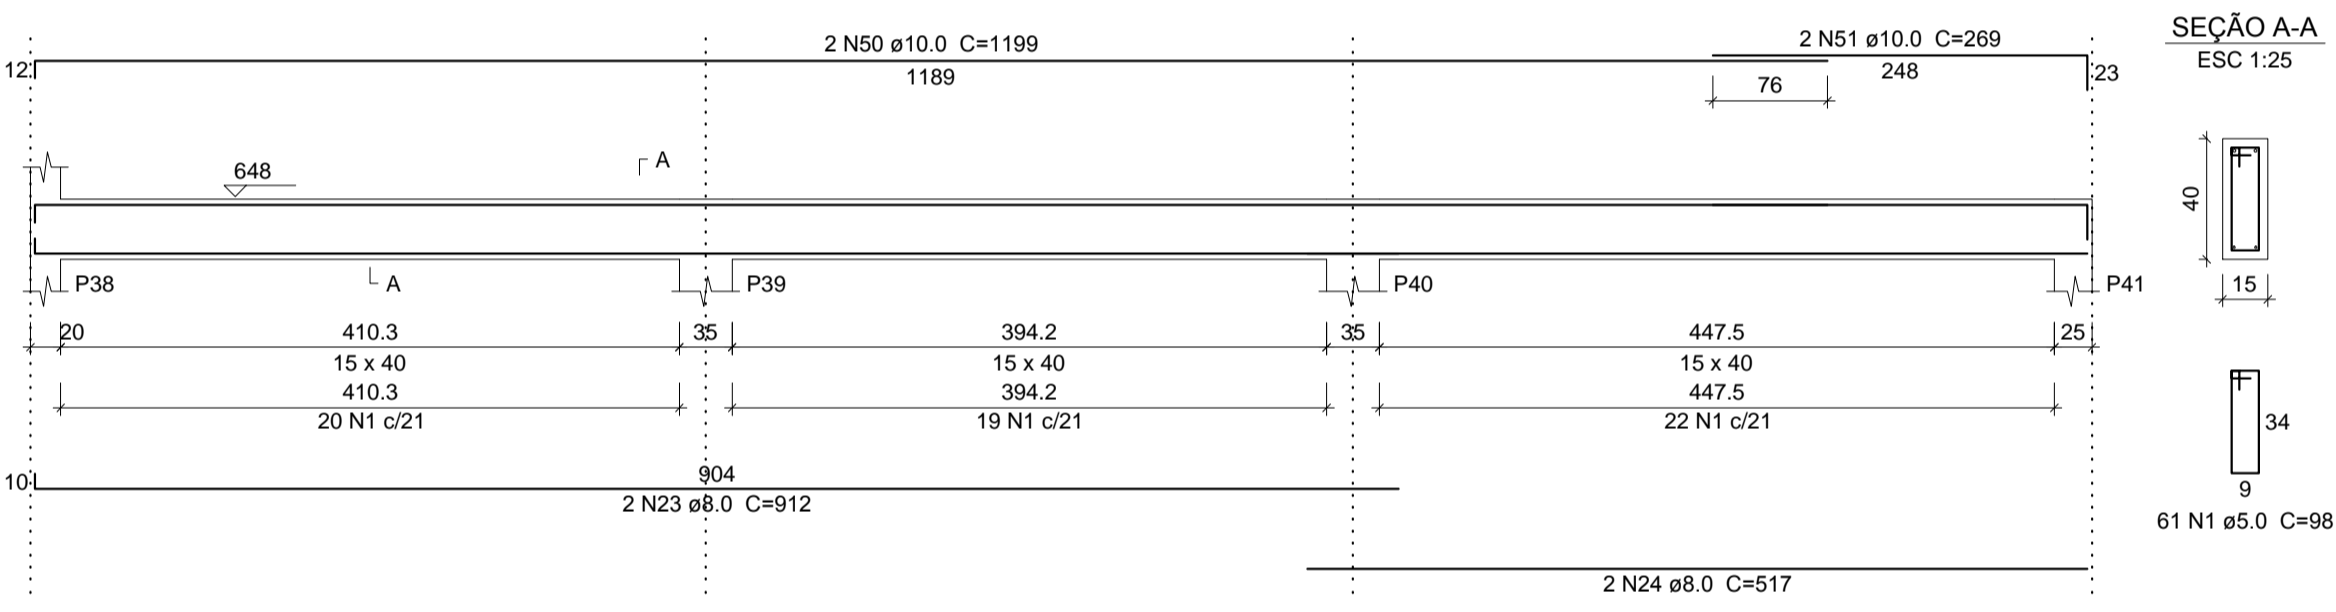 2 N50 ø10.0 C=1199
2 N51 ø10.0 C=269
SEÇÃO A-A
ESC 1:25
12
1189
248
23
76
A
648
40
15
P38
A
P39
P40
P41
20
410.3
35
394.2
35
447.5
25
15 x 40
15 x 40
15 x 40
410.3
394.2
447.5
20 N1 c/21
19 N1 c/21
22 N1 c/21
34
9
61 N1 ø5.0 C=98
10
904
2 N23 ø8.0 C=912
2 N24 ø8.0 C=517